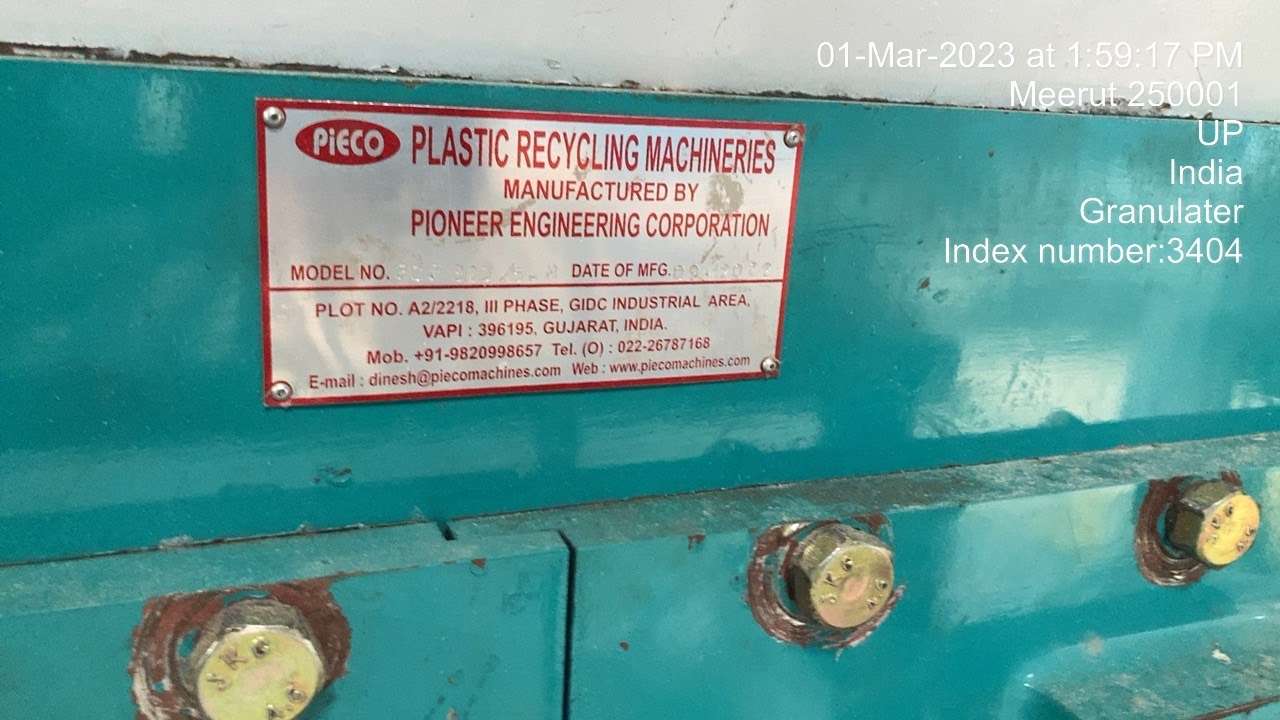 01-Mar-2023 at 1:59:17 PM
Meerut 250001
UP
India
Granulater
Index number:3404
PiECO PLASTIC RECYCLING MACHINERIES
MANUFACTURED BY
PIONEER ENGINEERING CORPORATION
MODEL NO. DATE OF MFG.
PLOT NO. A2/2218, III PHASE, GIDC INDUSTRIAL AREA,
VAPI : 396195, GUJARAT, INDIA.
Mob. +91-9820998657 Tel. (O) : 022-26787168
E-mail : dinesh@piecomachines.com Web : www.piecomachines.com